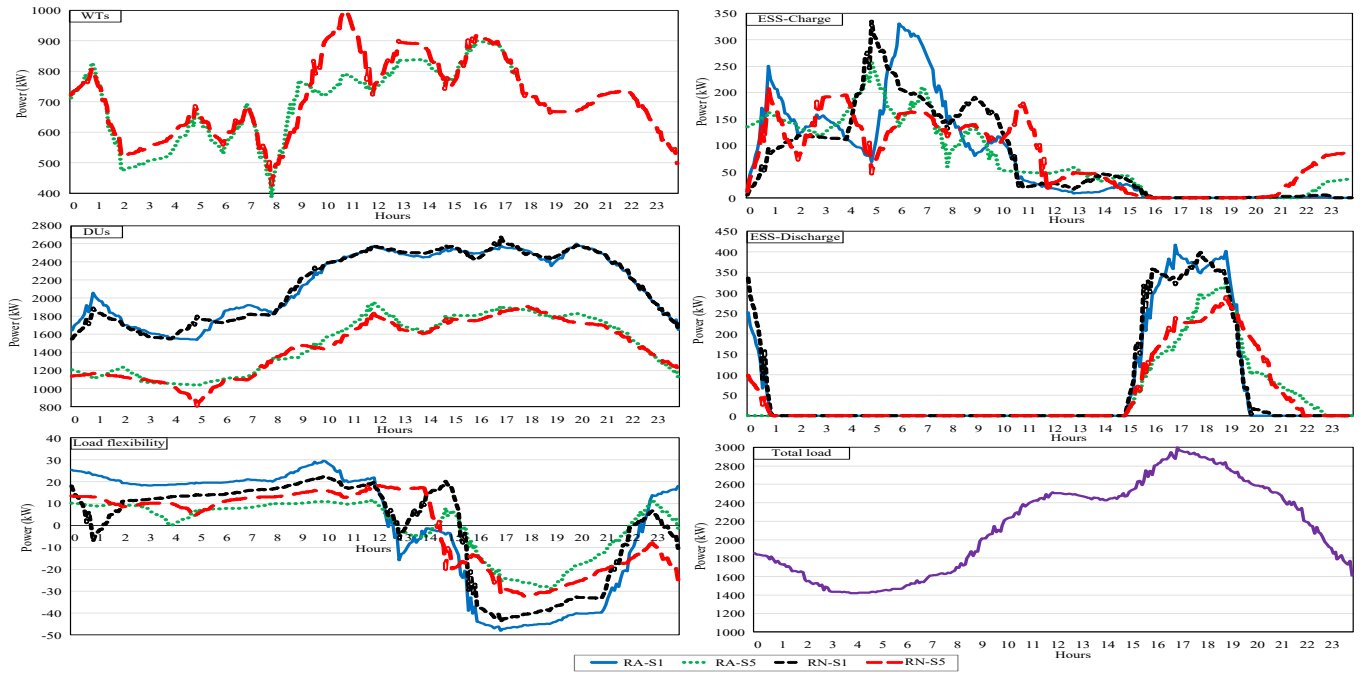 WTs
Power (kW)
1000
900
800
700
600
500
400
0 1 2 3 4 5 6 7 8 9 10 11 12 13 14 15 16 17 18 19 20 21 22 23
Hours
ESS-Charge
Power (kW)
350
300
250
200
150
100
50
0
0 1 2 3 4 5 6 7 8 9 10 11 12 13 14 15 16 17 18 19 20 21 22 23
Hours
DUs
Power (kW)
2800
2600
2400
2200
2000
1800
1600
1400
1200
1000
800
0 1 2 3 4 5 6 7 8 9 10 11 12 13 14 15 16 17 18 19 20 21 22 23
Hours
ESS-Discharge
Power (kW)
450
400
350
300
250
200
150
100
50
0
0 1 2 3 4 5 6 7 8 9 10 11 12 13 14 15 16 17 18 19 20 21 22 23
Hours
Load flexibility
Power (kW)
40
30
20
10
0
-10
-20
-30
-40
-50
0 1 2 3 4 5 6 7 8 9 10 11 12 13 14 15 16 17 18 19 20 21 22 23
Hours
Total load
Power (kW)
3000
2800
2600
2400
2200
2000
1800
1600
1400
1200
1000
0 1 2 3 4 5 6 7 8 9 10 11 12 13 14 15 16 17 18 19 20 21 22 23
Hours
RA-S1 RA-S5 RN-S1 RN-S5